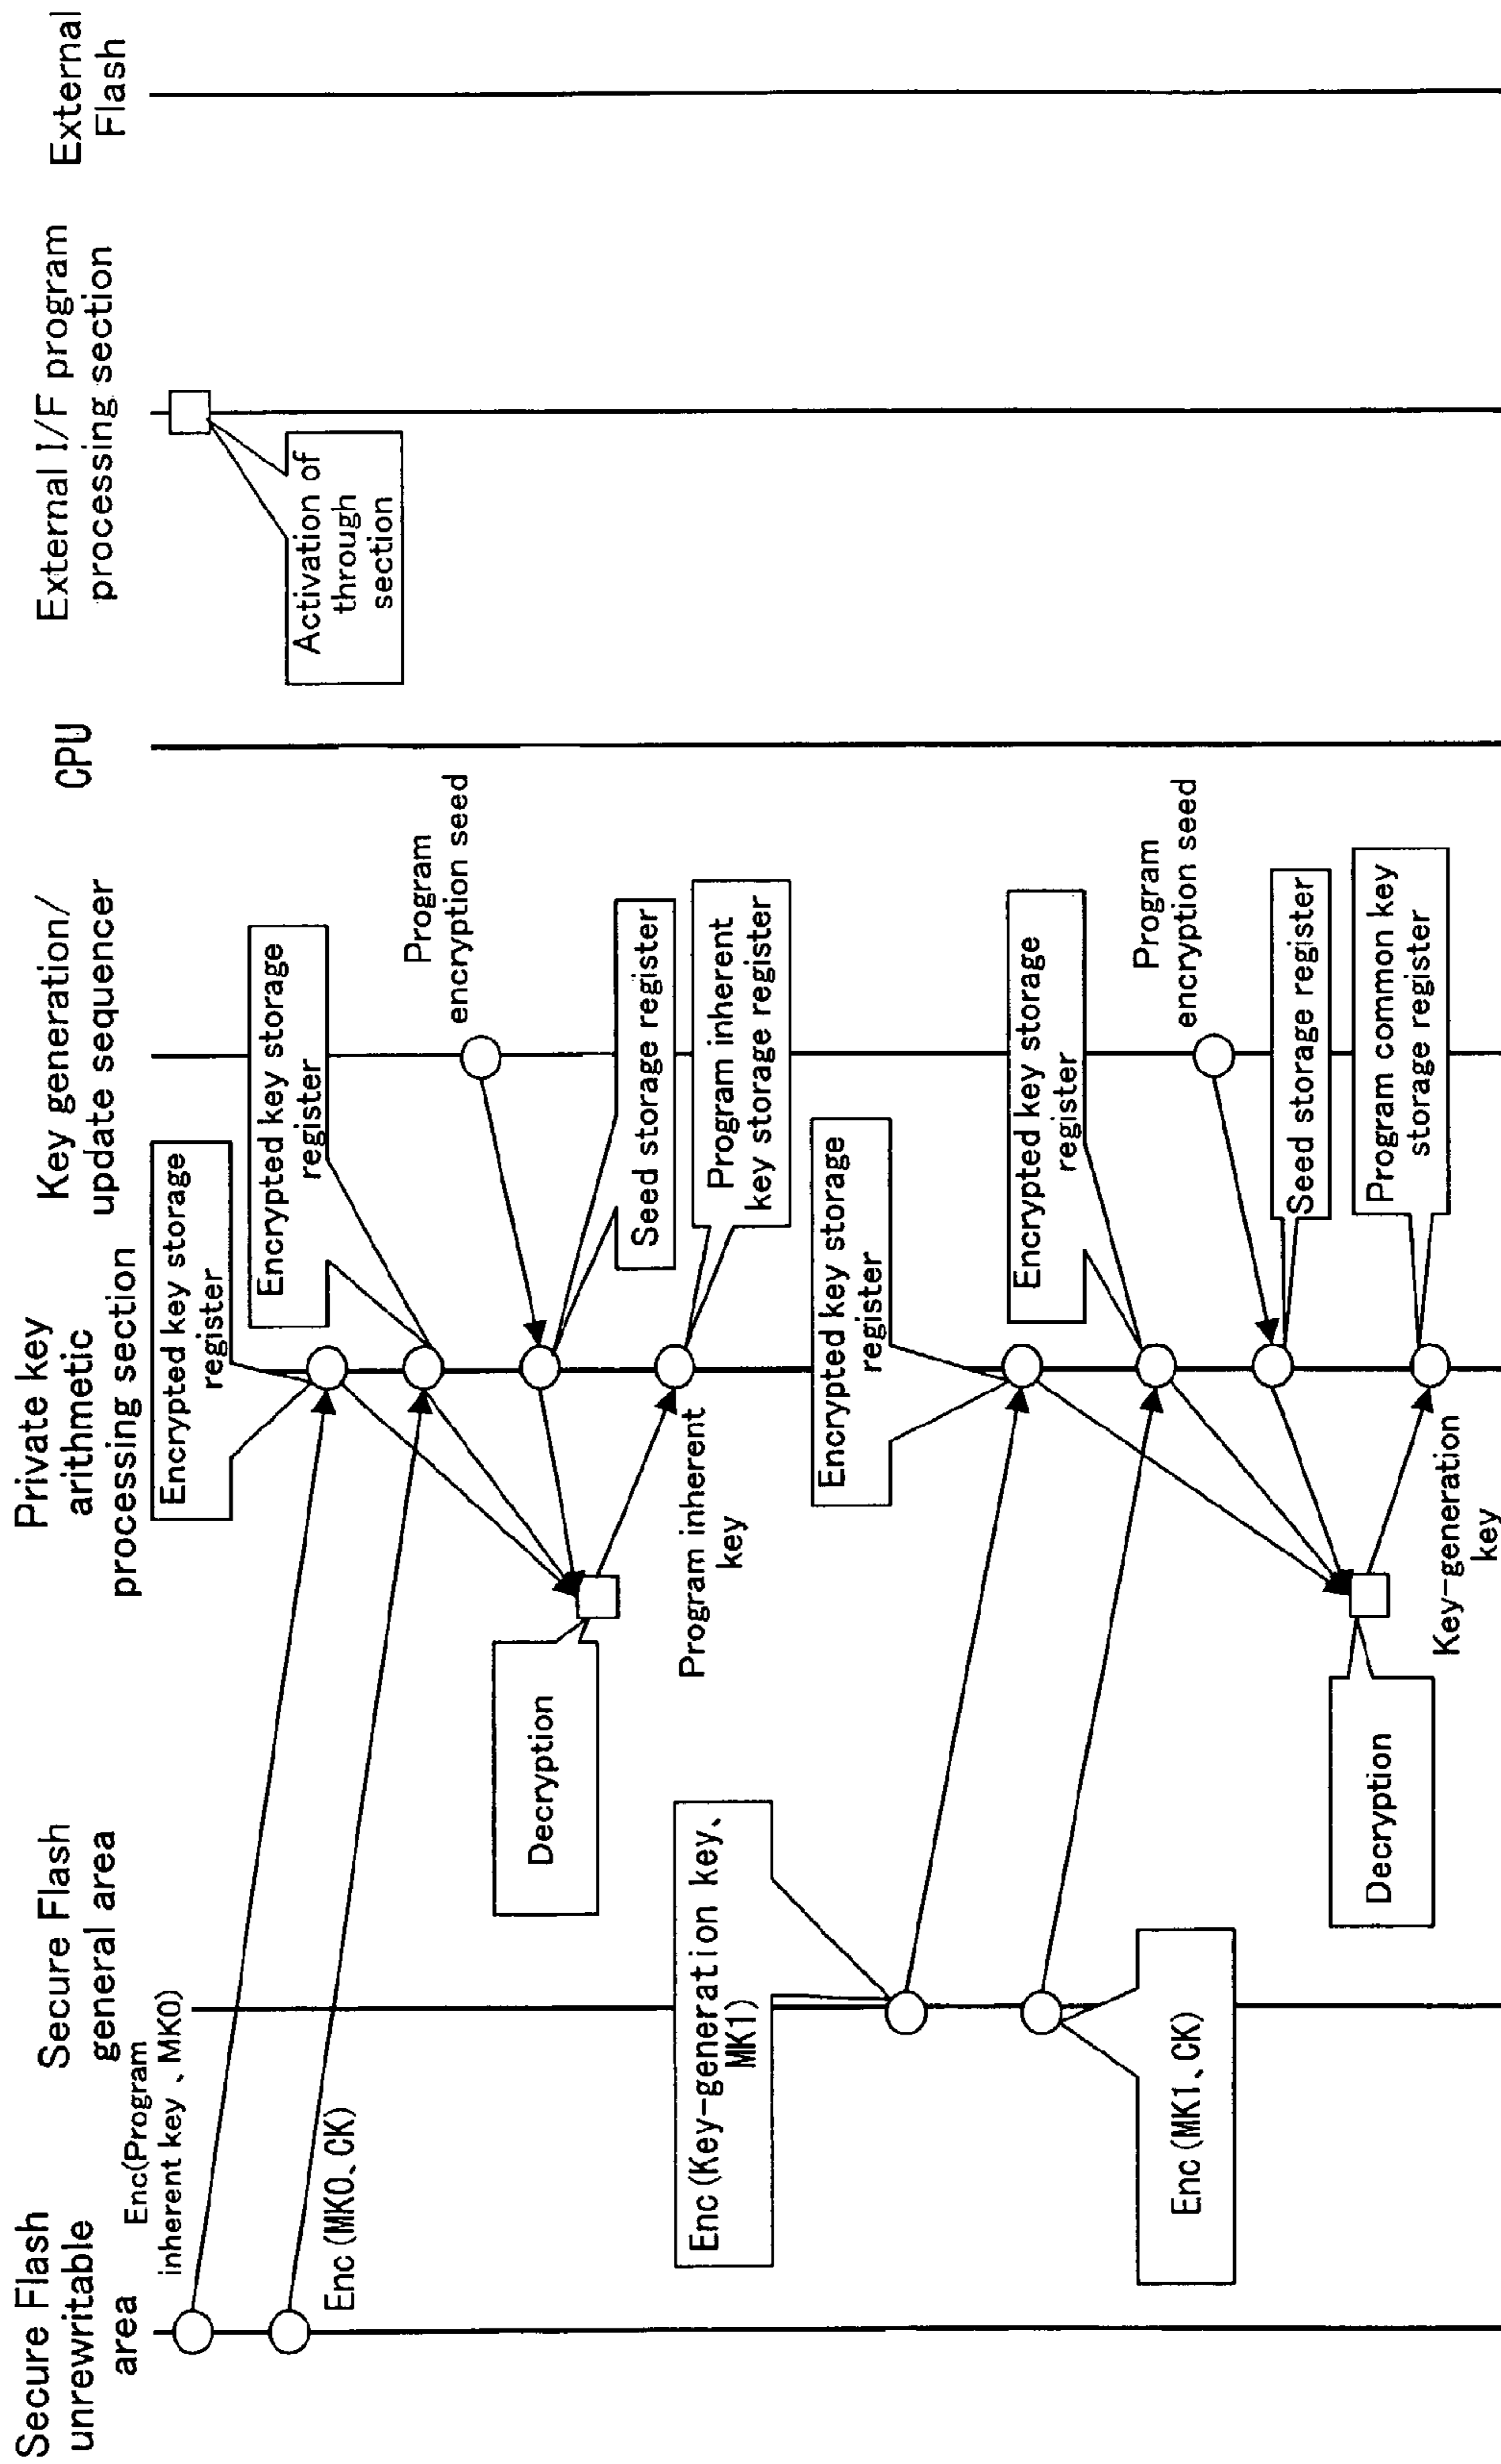 Secure Flash
unrewritable
area
Secure Flash
general area
Private key
arithmetic
processing section
Key generation/
update sequencer
CPU
External I/F program
processing section
External
Flash
Enc(Program
inherent key、MK0)
Enc(MK0、CK)
Encrypted key storage
register
Encrypted key storage
register
Activation of
through
section
Program
encryption seed
Decryption
Seed storage register
Program inherent
key
Program inherent
key storage register
Enc(Key-generation key、
MK1)
Encrypted key storage
register
Encrypted key storage
register
Enc(MK1、CK)
Program
encryption seed
Seed storage register
Decryption
Key-generation
key
Program common key
storage register